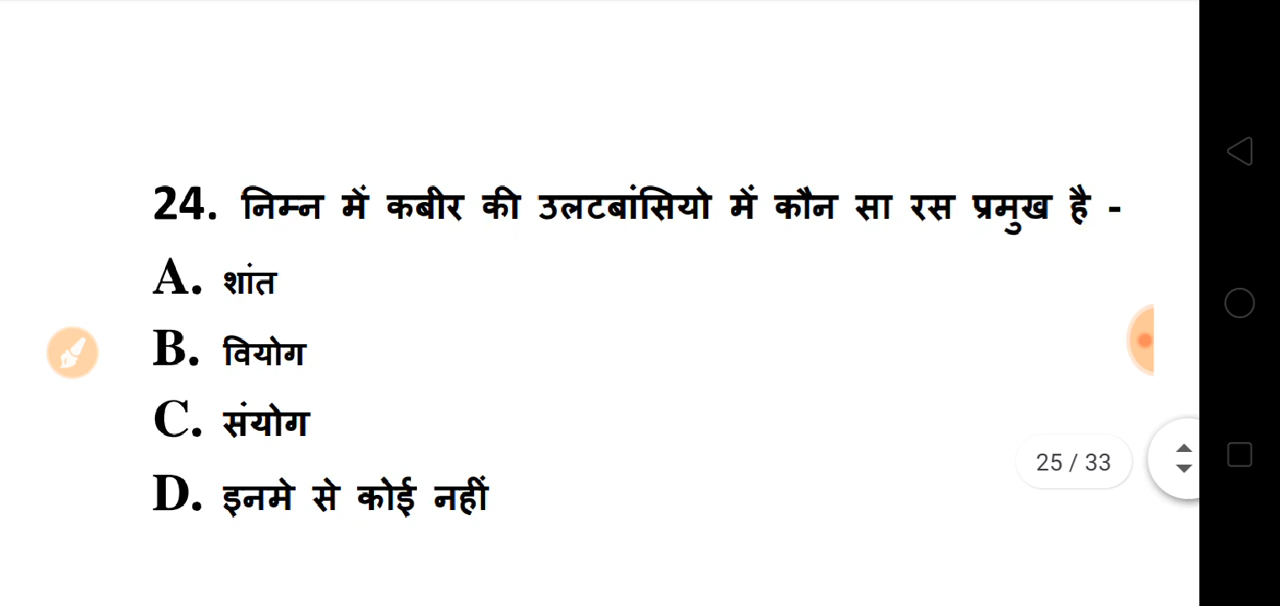 24. निम्न में कबीर की उलटबांसियो में कौन सा रस प्रमुख है -
A. शांत
B. वियोग
C. संयोग
D. इनमे से कोई नहीं
25 / 33